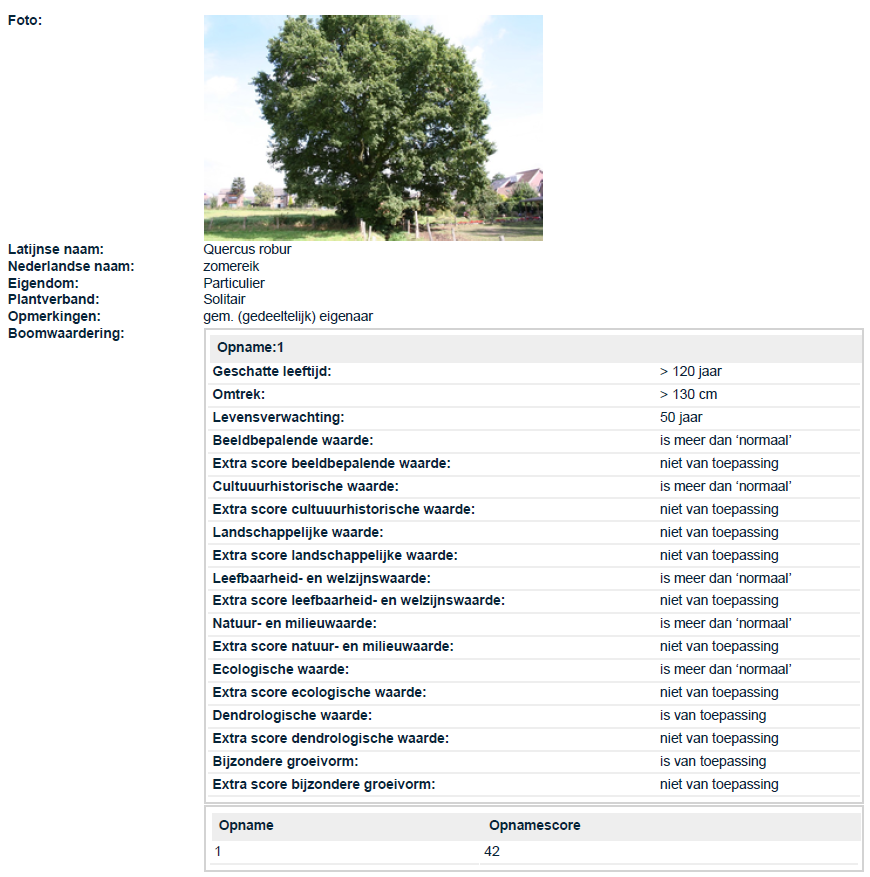 Foto:
Latijnse naam: Quercus robur
Nederlandse naam: zomereik
Eigendom: Particulier
Plantverband: Solitair
Opmerkingen: gem. (gedeeltelijk) eigenaar
Boomwaardering:
Opname:1
Geschatte leeftijd: > 120 jaar
Omtrek: > 130 cm
Levensverwachting: 50 jaar
Beeldbepalende waarde: is meer dan ‘normaal’
Extra score beeldbepalende waarde: niet van toepassing
Cultuuurhistorische waarde: is meer dan ‘normaal’
Extra score cultuuurhistorische waarde: niet van toepassing
Landschappelijke waarde: niet van toepassing
Extra score landschappelijke waarde: niet van toepassing
Leefbaarheid- en welzijnswaarde: is meer dan ‘normaal’
Extra score leefbaarheid- en welzijnswaarde: niet van toepassing
Natuur- en milieuwaarde: is meer dan ‘normaal’
Extra score natuur- en milieuwaarde: niet van toepassing
Ecologische waarde: is meer dan ‘normaal’
Extra score ecologische waarde: niet van toepassing
Dendrologische waarde: is van toepassing
Extra score dendrologische waarde: niet van toepassing
Bijzondere groeivorm: is van toepassing
Extra score bijzondere groeivorm: niet van toepassing
Opname Opnamescore
1 42